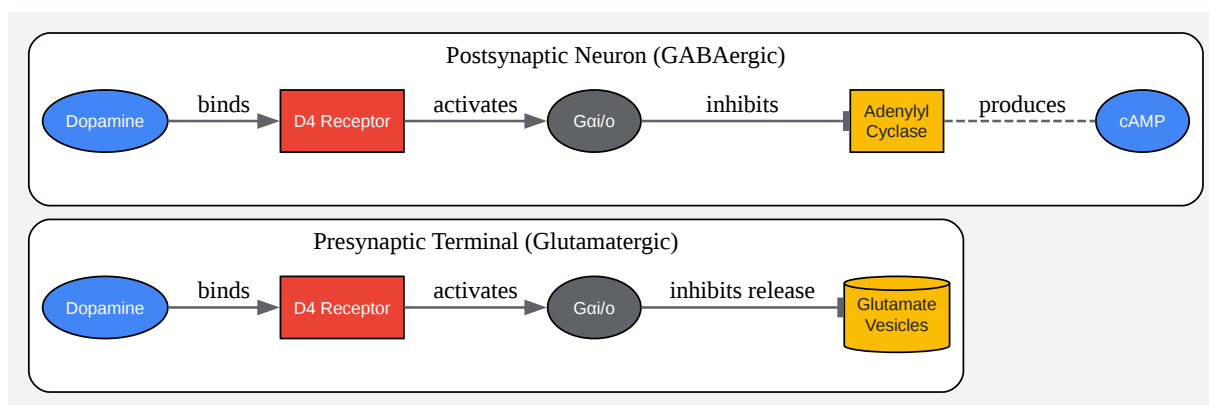 Postsynaptic Neuron (GABAergic)
Dopamine
binds
D4 Receptor
activates
Gαi/o
inhibits
Adenylyl
Cyclase
produces
cAMP
Presynaptic Terminal (Glutamatergic)
Dopamine
binds
D4 Receptor
activates
Gαi/o
inhibits release
Glutamate
Vesicles